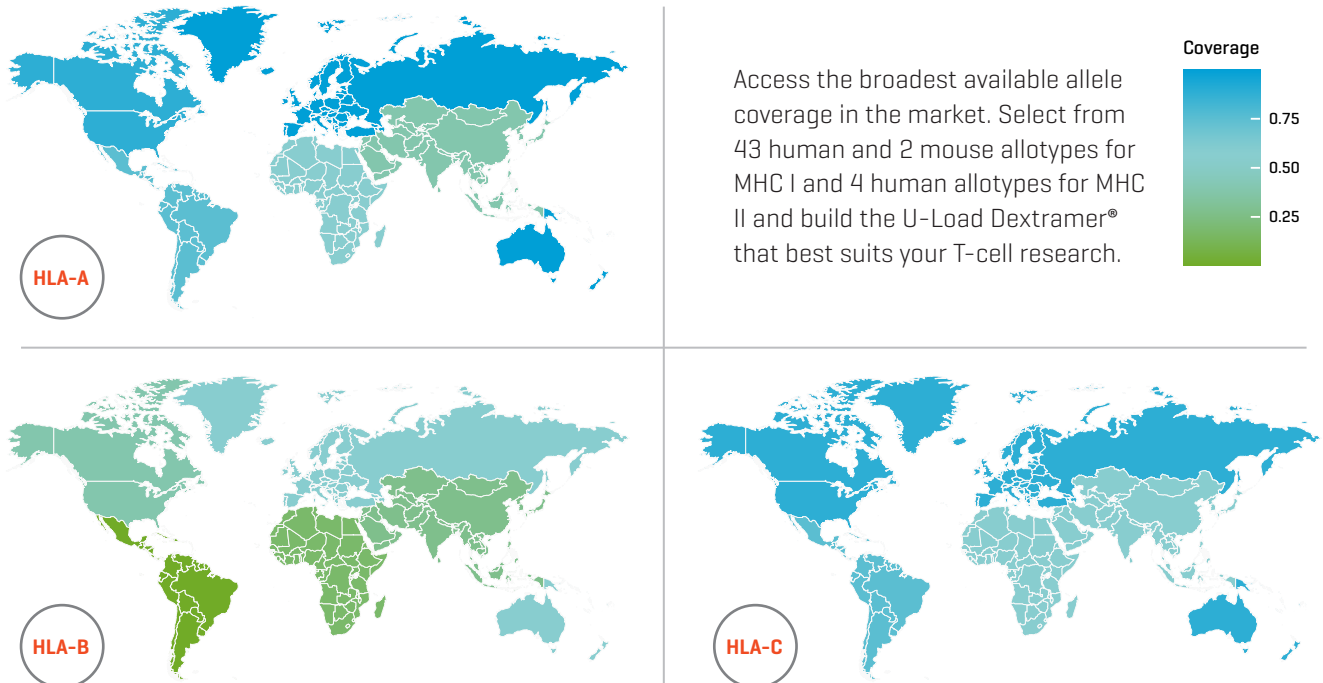 Access the broadest available allele
coverage in the market. Select from
43 human and 2 mouse allotypes for
MHC I and 4 human allotypes for MHC
II and build the U-Load Dextramer®
that best suits your T-cell research.
Coverage
0.75
0.50
0.25
HLA-A
HLA-B
HLA-C